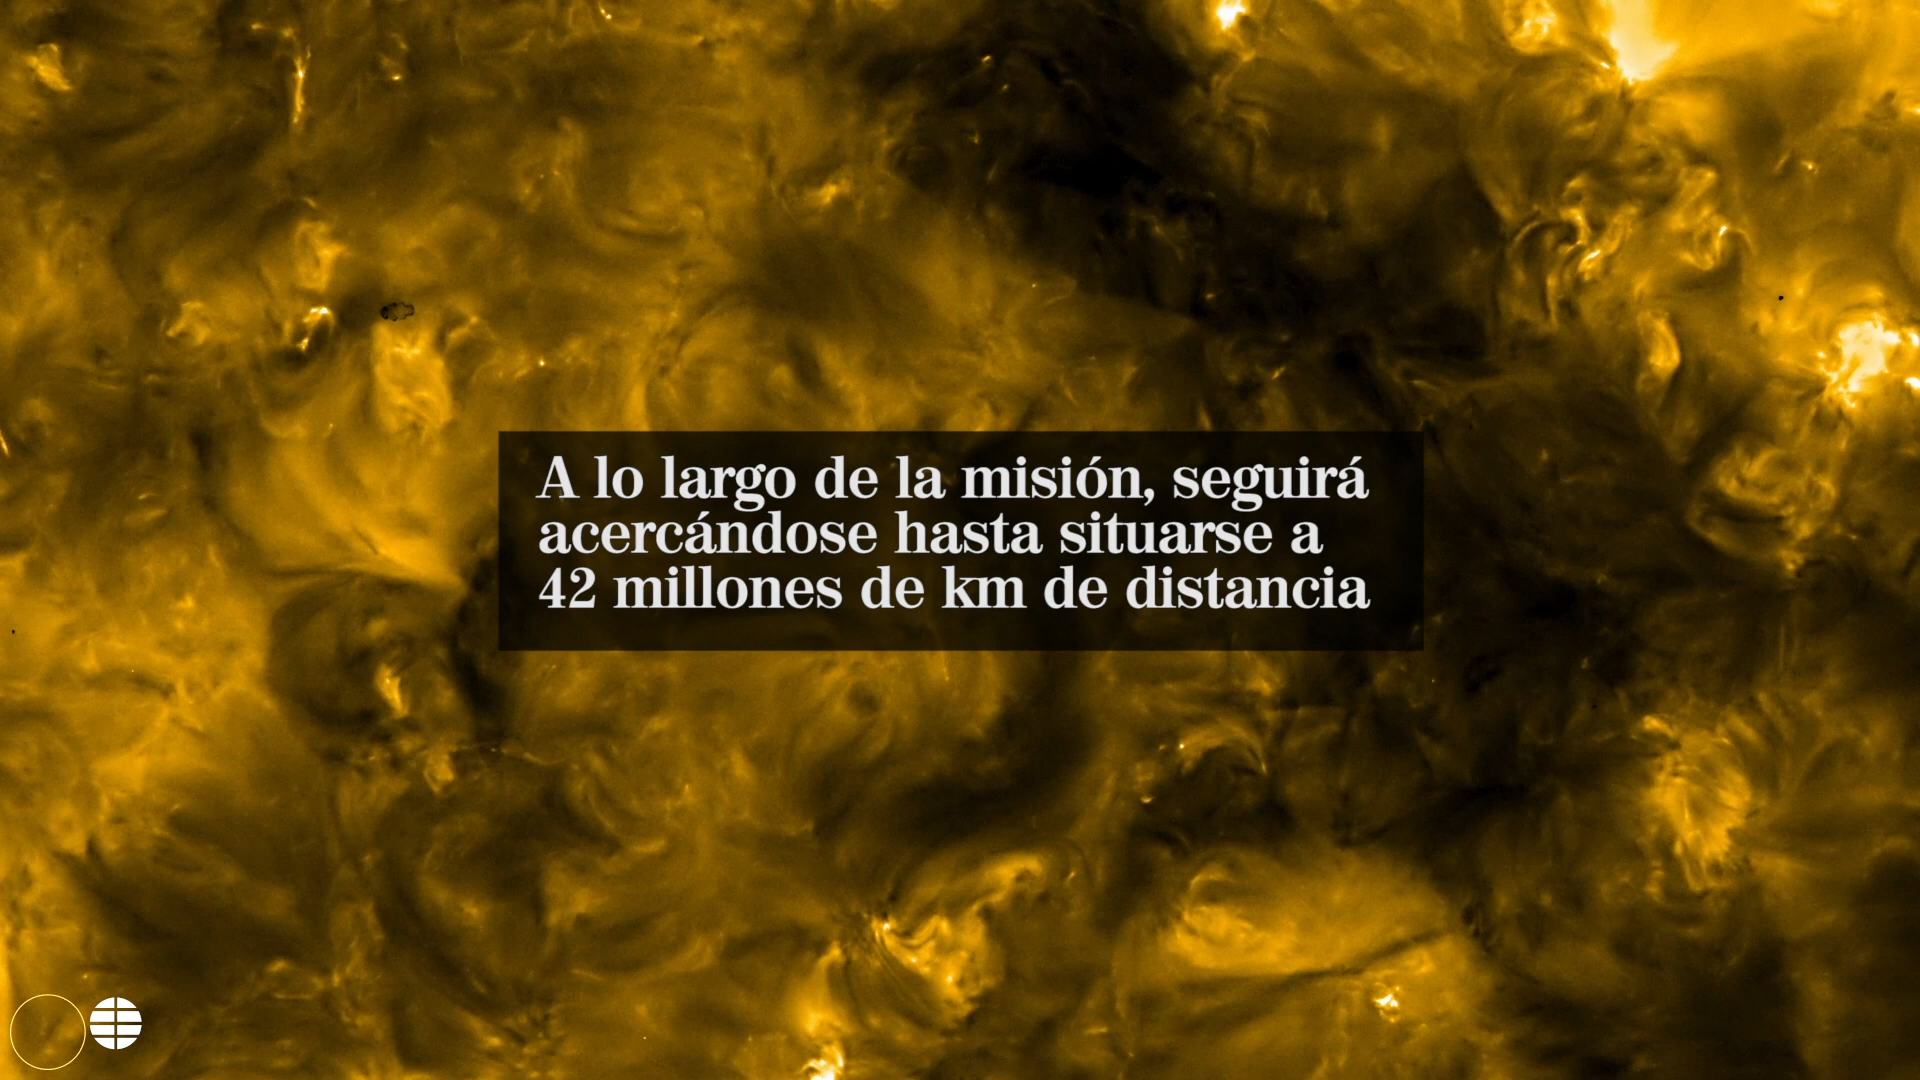 A lo largo de la misión, seguirá
acercándose hasta situarse a
42 millones de km de distancia